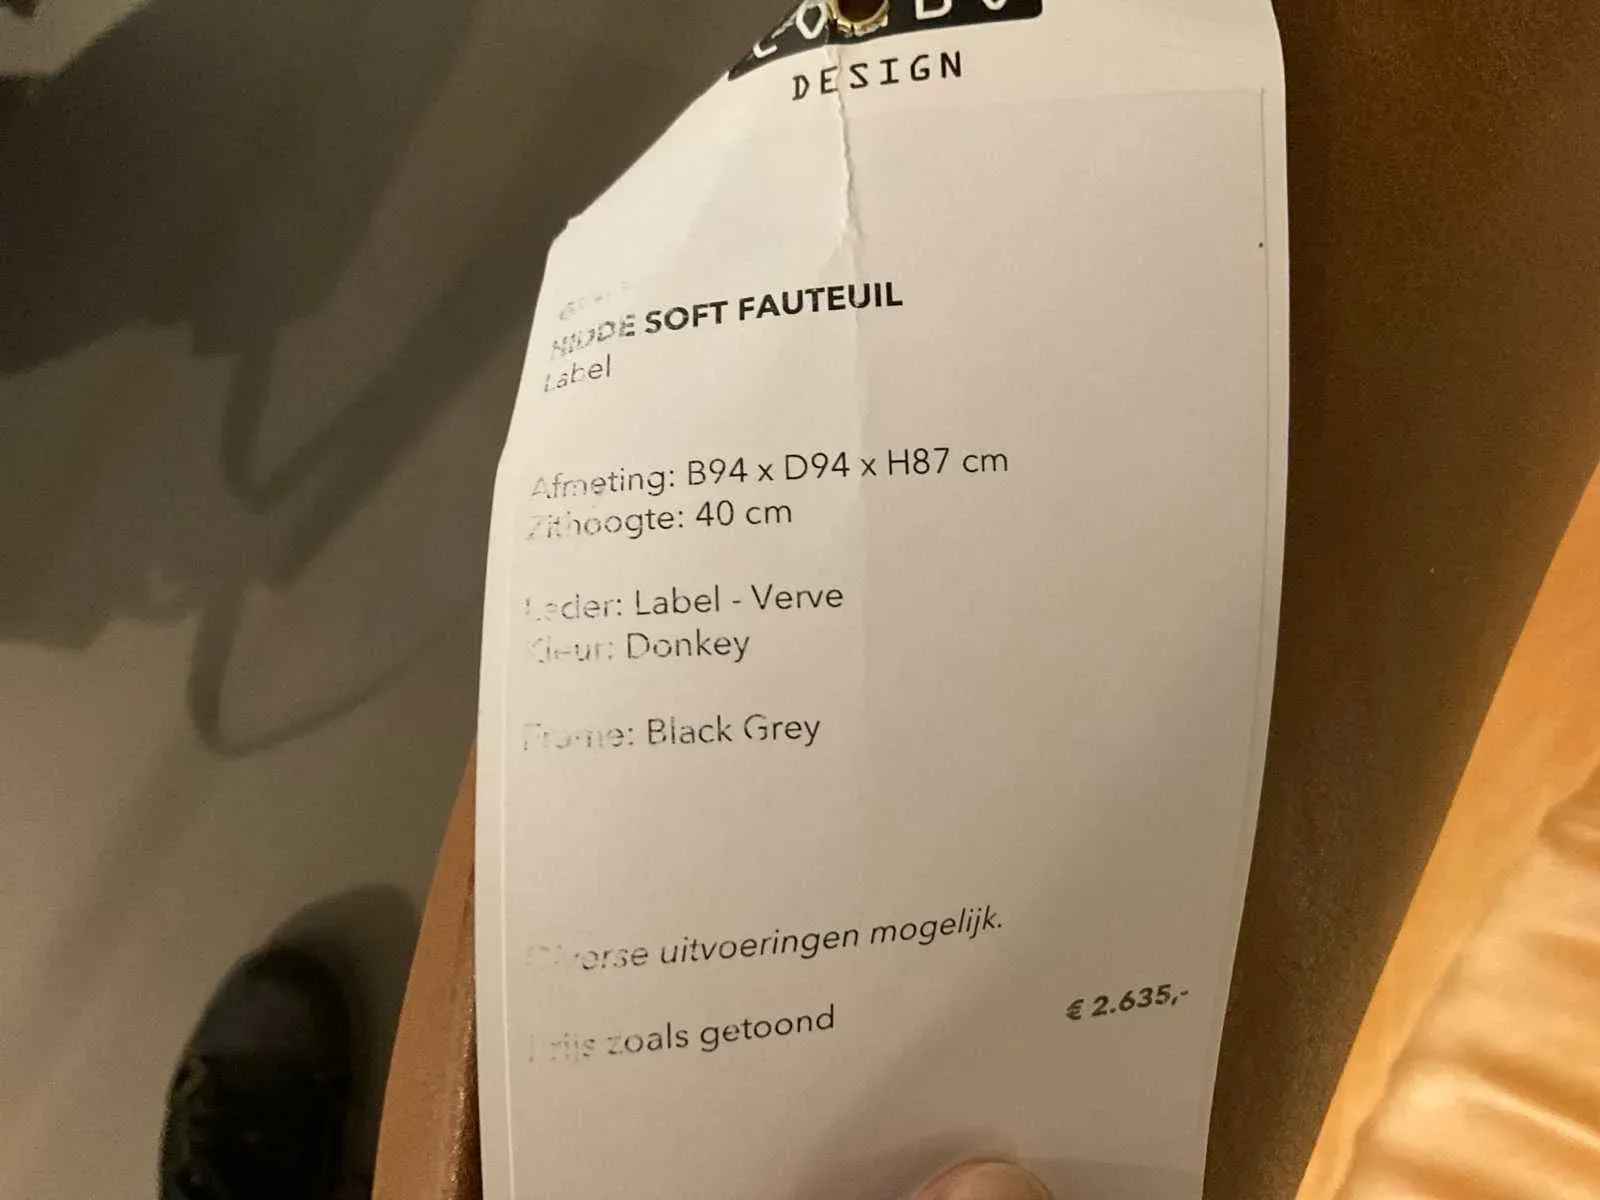 DESIGN
HIDDE SOFT FAUTEUIL
Label
Afmeting: B94 x D94 x H87 cm
Zithoogte: 40 cm
Leder: Label - Verve
Kleur: Donkey
Frame: Black Grey
Diverse uitvoeringen mogelijk.
Prijs zoals getoond
€ 2.635,-